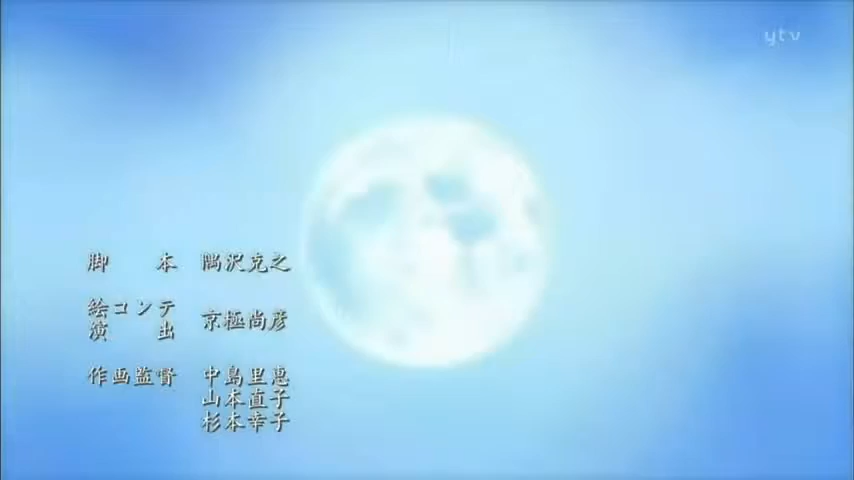 ytv
脚本 隅沢克之
絵コンテ
演出 京極尚彦
作画監督 中島里恵
山本直子
杉本幸子